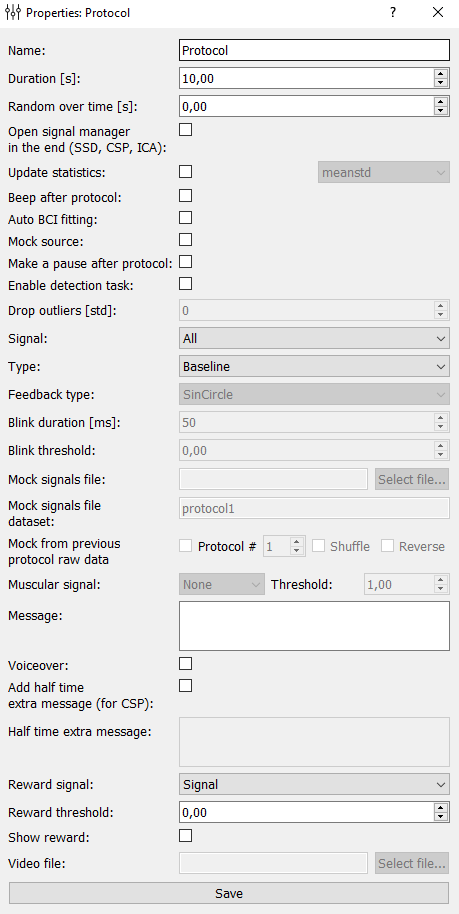 Properties: Protocol ?
Name: Protocol
Duration [s]: 10,00
Random over time [s]: 0,00
Open signal manager
in the end (SSD, CSP, ICA):
Update statistics: meanstd
Beep after protocol:
Auto BCI fitting:
Mock source:
Make a pause after protocol:
Enable detection task:
Drop outliers [std]: 0
Signal: All
Type: Baseline
Feedback type: SinCircle
Blink duration [ms]: 50
Blink threshold: 0,00
Mock signals file: Select file...
Mock signals file
dataset: protocol1
Mock from previous
protocol raw data Protocol # 1 Shuffle Reverse
Muscular signal: None Threshold: 1,00
Message:
Voiceover:
Add half time
extra message (for CSP):
Half time extra message:
Reward signal: Signal
Reward threshold: 0,00
Show reward:
Video file: Select file...
Save